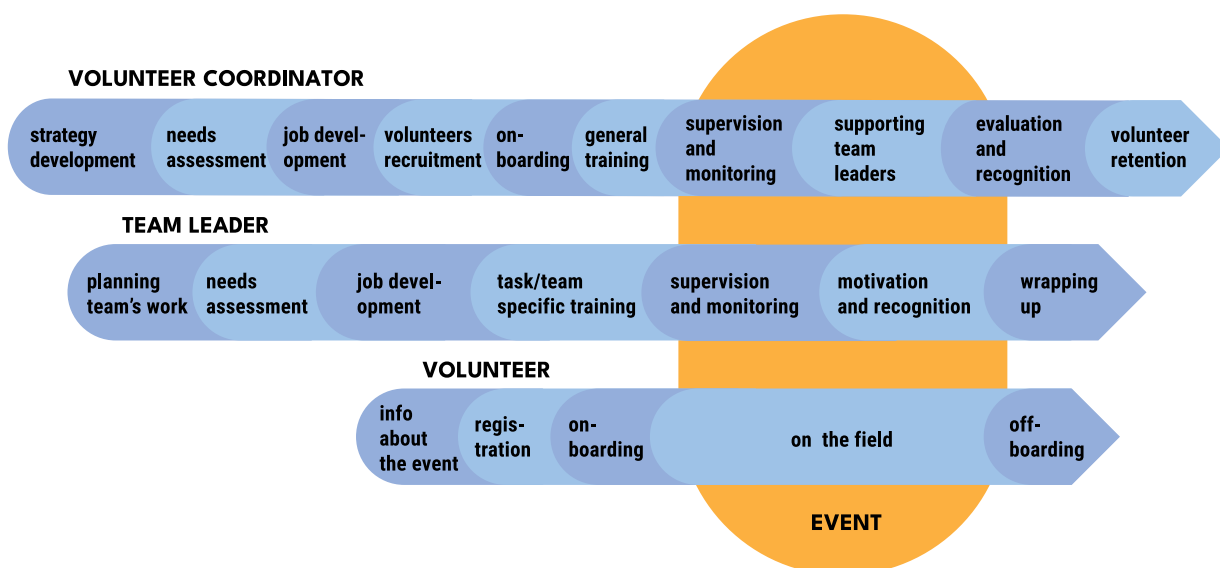 VOLUNTEER COORDINATOR
strategy
development
needs
assessment
job devel-
opment
volunteers
recruitment
on-
boarding
general
training
supervision
and
monitoring
supporting
team
leaders
evaluation
and
recognition
volunteer
retention
TEAM LEADER
planning
team's work
needs
assessment
job devel-
opment
task/team
specific training
supervision
and monitoring
motivation
and recognition
wrapping
up
VOLUNTEER
info
about
the event
regis-
tration
on-
boarding
on the field
off-
boarding
EVENT